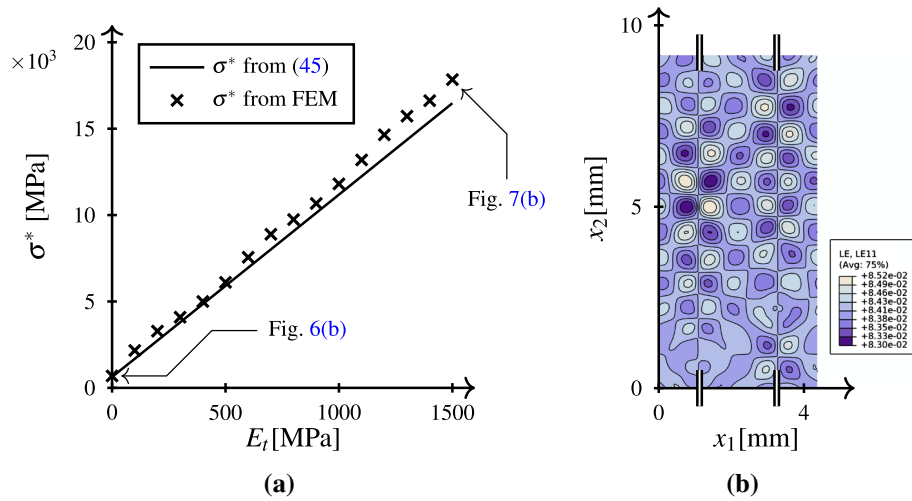 ×10³
20
15
10
5
0
σ* [MPa]
σ* from (45)
σ* from FEM
Fig. 7(b)
Fig. 6(b)
0 500 1000 1500
E_t[MPa]
(a)
10
5
0
x₂[mm]
LE, LE11
(Avg: 75%)
+8.52e-02
+8.49e-02
+8.46e-02
+8.43e-02
+8.41e-02
+8.38e-02
+8.35e-02
+8.33e-02
+8.30e-02
0 4
x₁[mm]
(b)